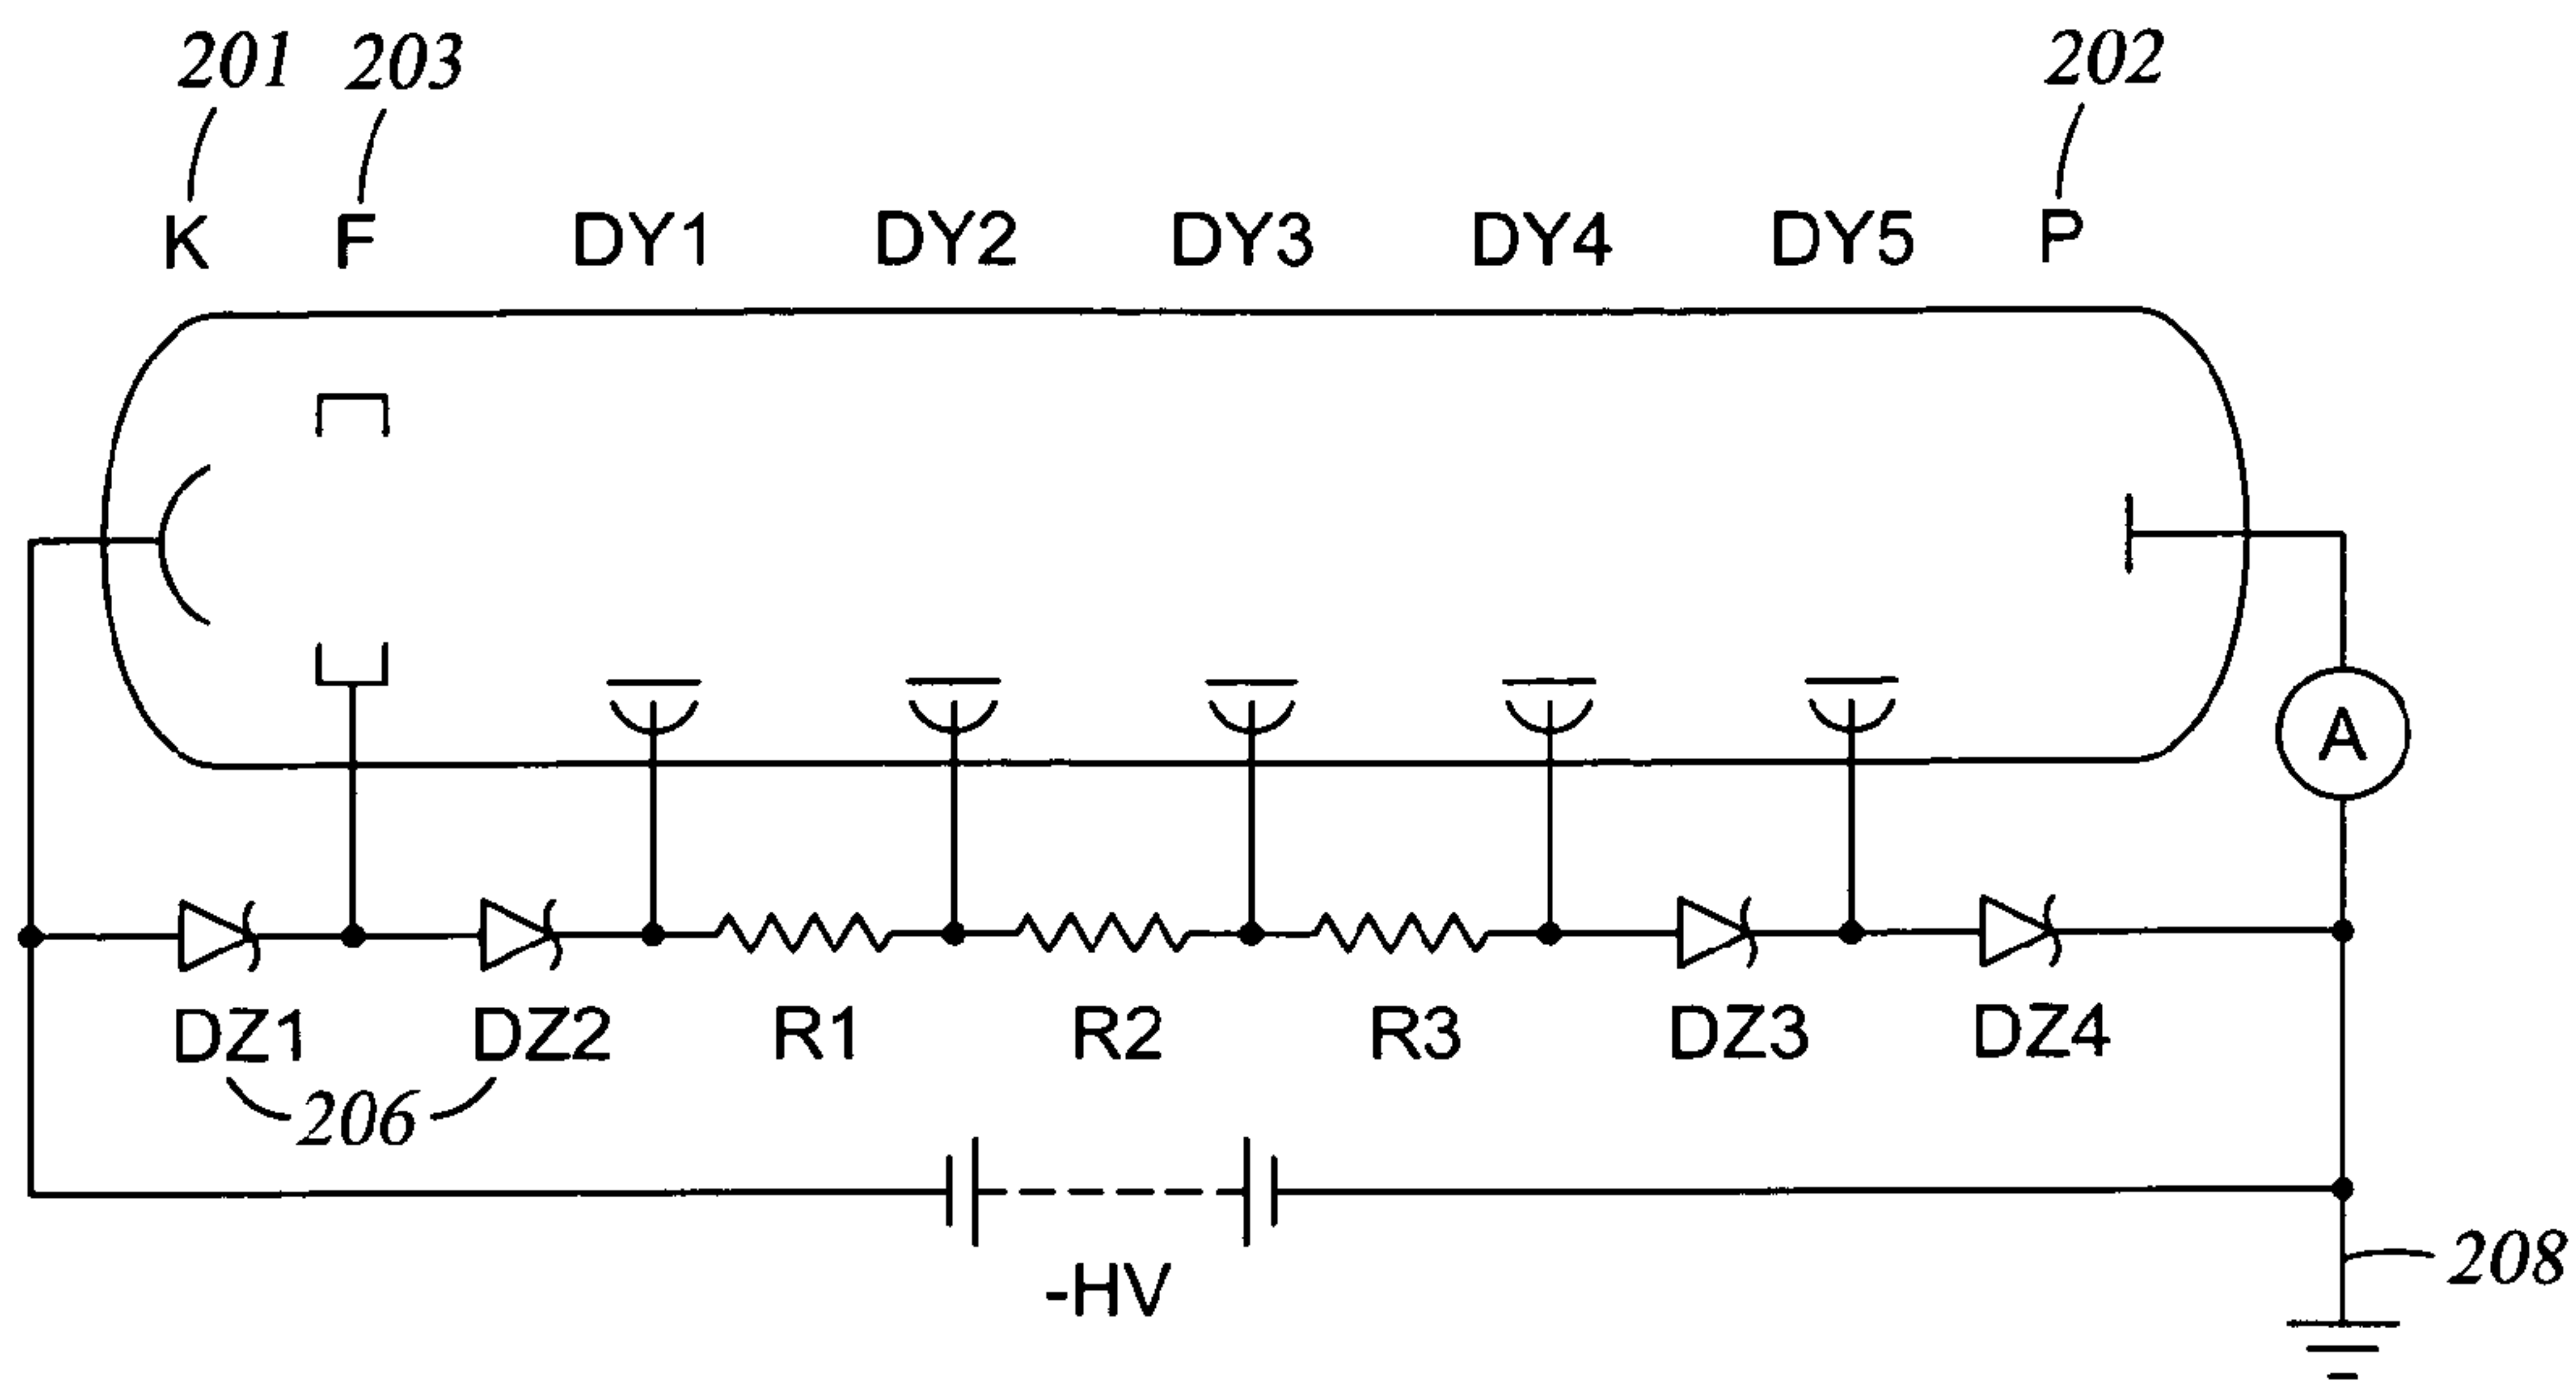 201 203 202
K F DY1 DY2 DY3 DY4 DY5 P
A
DZ1 DZ2 R1 R2 R3 DZ3 DZ4
206
-HV
208